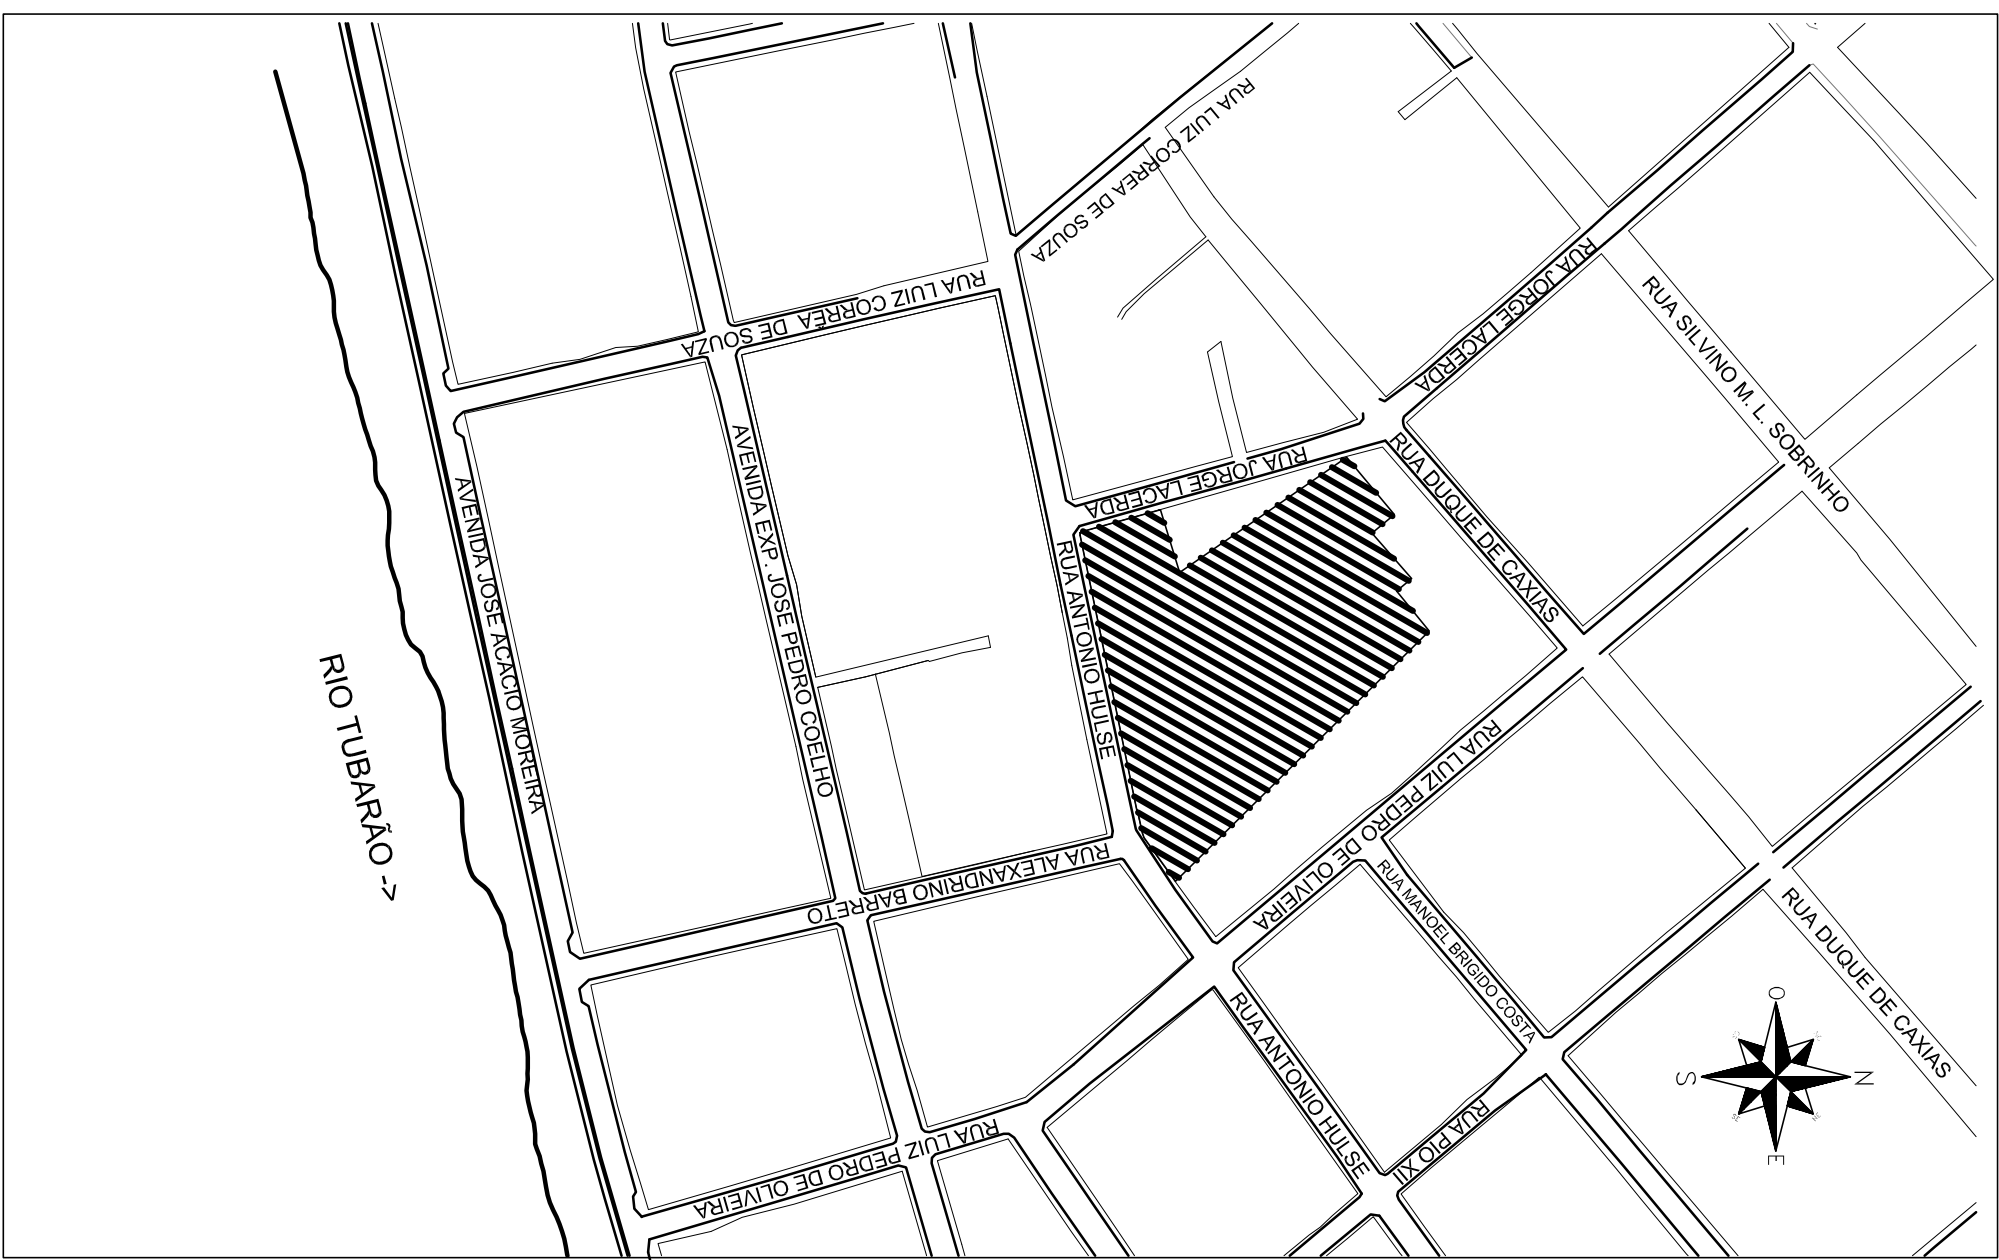 RUA LUIZ CORREA DE SOUZA
RUA LUIZ CORRÊA DE SOUZA
RUA JORGE LACERDA
RUA SILVINO M. L. SOBRINHO
RUA JORGE LACERDA
RUA DUQUE DE CAXIAS
AVENIDA JOSE ACACIO MOREIRA
AVENIDA EXP. JOSE PEDRO COELHO
RUA ANTONIO HULSE
RIO TUBARÃO ->
RUA LUIZ PEDRO DE OLIVEIRA
RUA ALEXANDRINO BARRETO
RUA MANOEL BRIGIDO COSTA
RUA DUQUE DE CAXIAS
RUA ANTONIO HULSE
RUA PIO XI
RUA LUIZ PEDRO DE OLIVEIRA
O
S
N
E